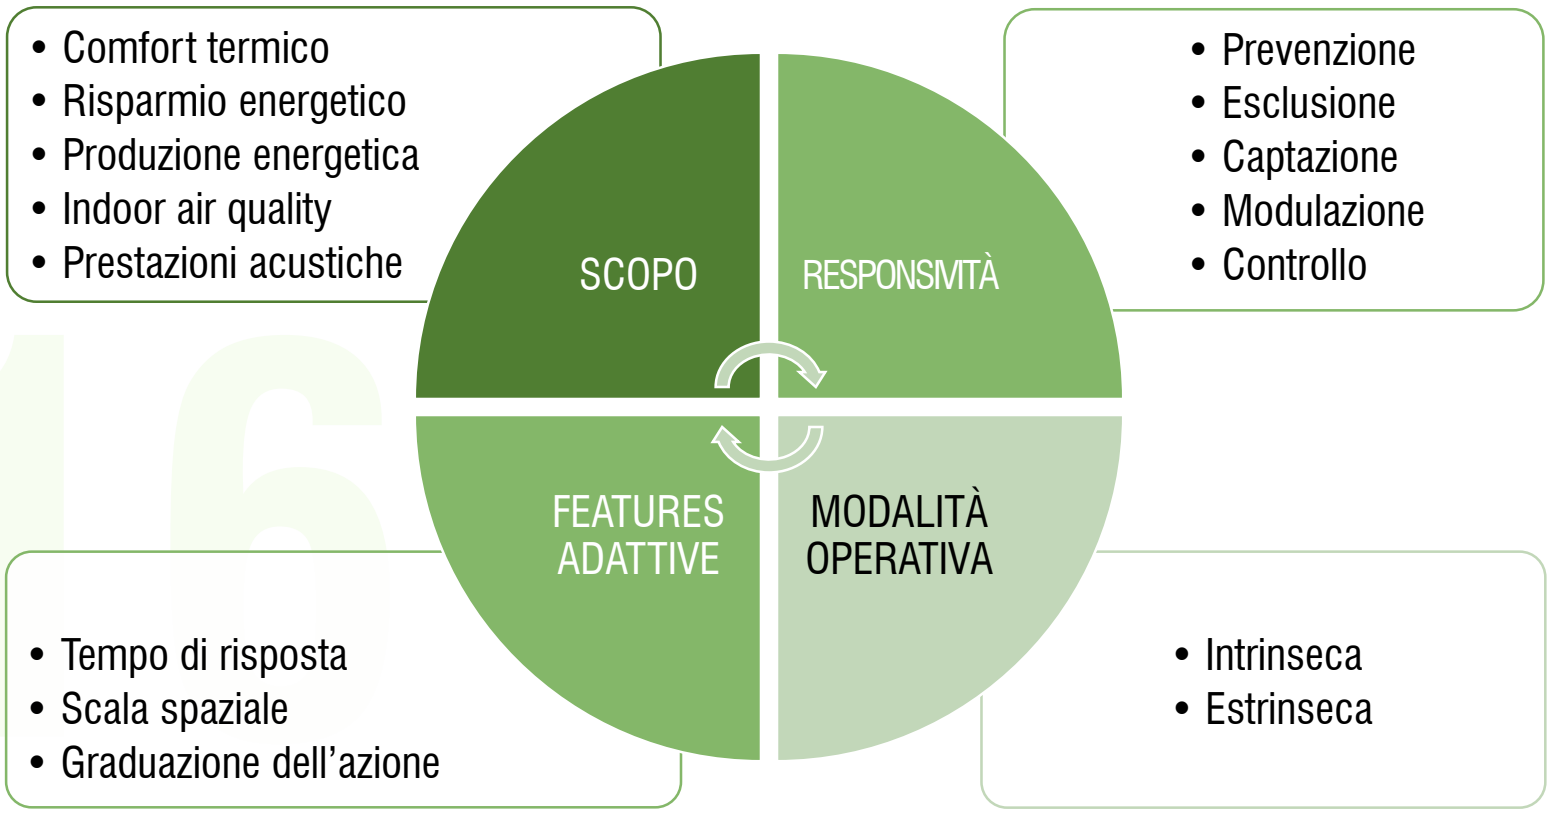 • Comfort termico
• Risparmio energetico
• Produzione energetica
• Indoor air quality
• Prestazioni acustiche
SCOPO
RESPONSIVITÀ
• Prevenzione
• Esclusione
• Captazione
• Modulazione
• Controllo
FEATURES
ADATTIVE
MODALITÀ
OPERATIVA
• Tempo di risposta
• Scala spaziale
• Graduazione dell’azione
• Intrinseca
• Estrinseca
16